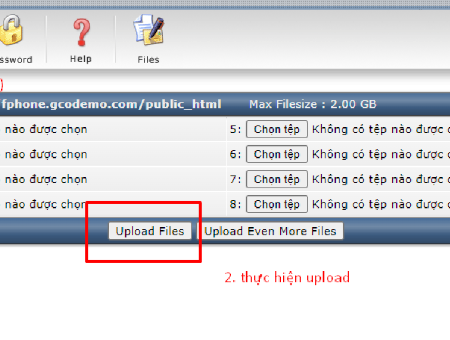 ssword Help Files
)
fphone.gcodemo.com/public_html Max Filesize : 2.00 GB
nào được chọn 5: Chọn tệp Không có tệp nào được c
nào được chọn 6: Chọn tệp Không có tệp nào được c
nào được chọn 7: Chọn tệp Không có tệp nào được c
nào được chọn 8: Chọn tệp Không có tệp nào được c
Upload Files Upload Even More Files
2. thực hiện upload